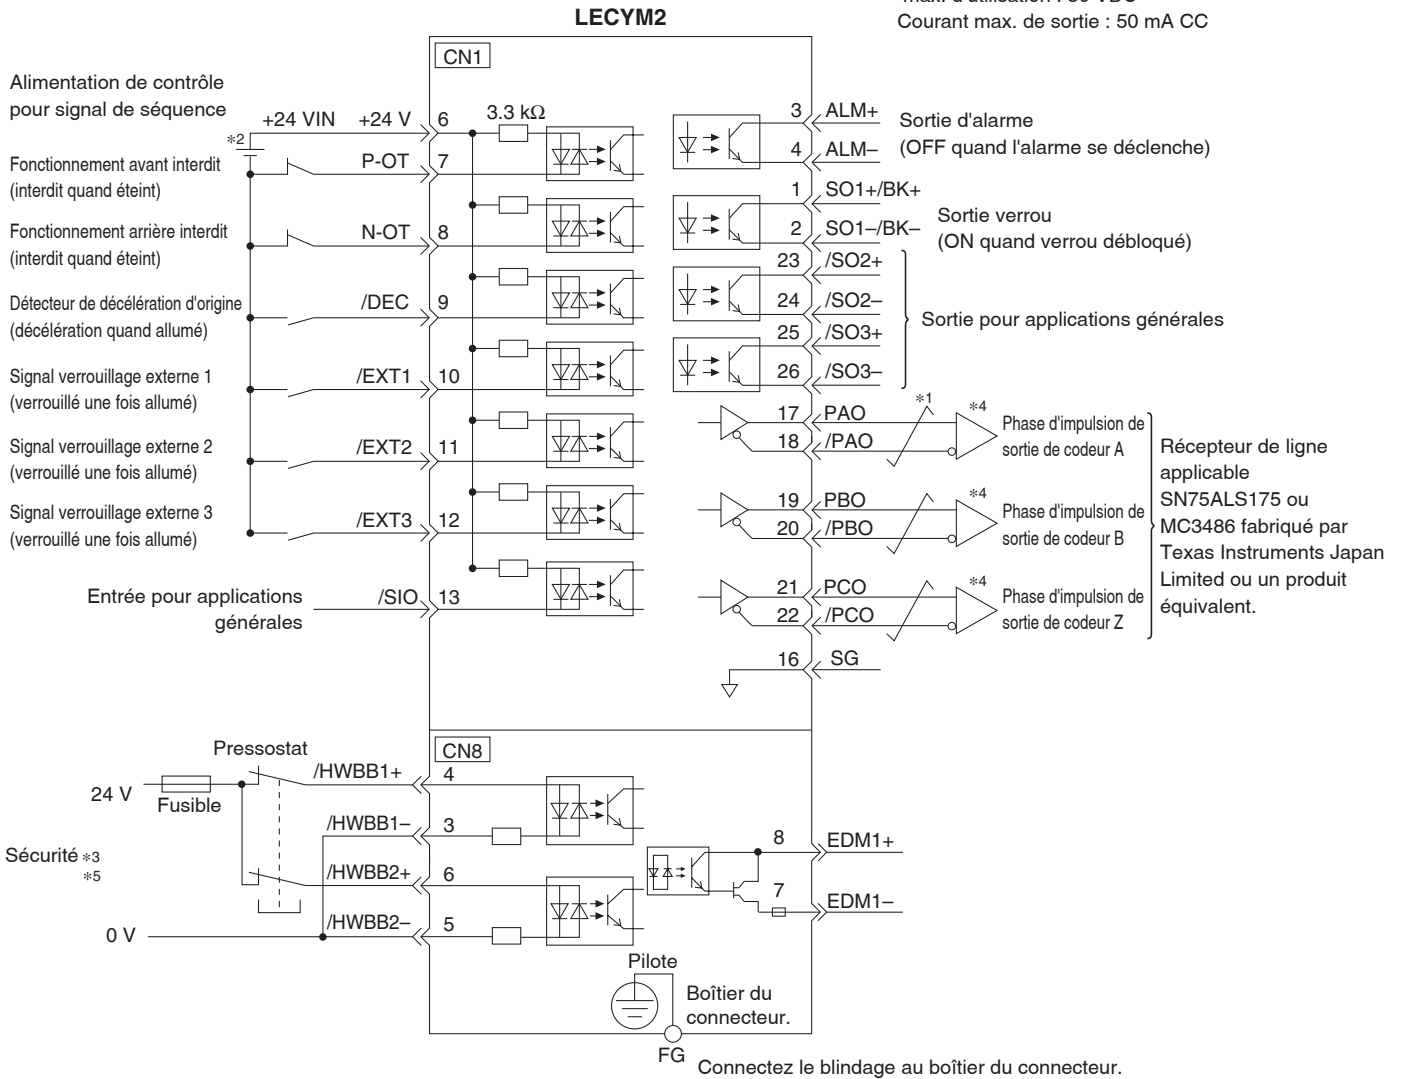 max. d'utilisation : 30 VDC
LECYM2
Courant max. de sortie : 50 mA CC
CN1
Alimentation de contrôle
pour signal de séquence
+24 VIN
+24 V
6
3.3 kΩ
*2
Fonctionnement avant interdit
(interdit quand éteint)
P-OT
7
Fonctionnement arrière interdit
(interdit quand éteint)
N-OT
8
Détecteur de décélération d'origine
(décélération quand allumé)
/DEC
9
Signal verrouillage externe 1
(verrouillé une fois allumé)
/EXT1
10
Signal verrouillage externe 2
(verrouillé une fois allumé)
/EXT2
11
Signal verrouillage externe 3
(verrouillé une fois allumé)
/EXT3
12
Entrée pour applications
générales
/SIO
13
3
ALM+
4
ALM–
Sortie d'alarme
(OFF quand l'alarme se déclenche)
1
SO1+/BK+
2
SO1–/BK–
Sortie verrou
(ON quand verrou débloqué)
23
/SO2+
24
/SO2–
25
/SO3+
26
/SO3–
Sortie pour applications générales
*1
17
PAO
18
/PAO
*4
Phase d'impulsion de
sortie de codeur A
19
PBO
20
/PBO
*4
Phase d'impulsion de
sortie de codeur B
21
PCO
22
/PCO
*4
Phase d'impulsion de
sortie de codeur Z
Récepteur de ligne
applicable
SN75ALS175 ou
MC3486 fabriqué par
Texas Instruments Japan
Limited ou un produit
équivalent.
16
SG
CN8
Pressostat
24 V
Fusible
/HWBB1+
4
/HWBB1–
3
Sécurité *3
*5
/HWBB2+
6
/HWBB2–
5
0 V
8
EDM1+
7
EDM1–
Pilote
Boîtier du
connecteur.
FG
Connectez le blindage au boîtier du connecteur.